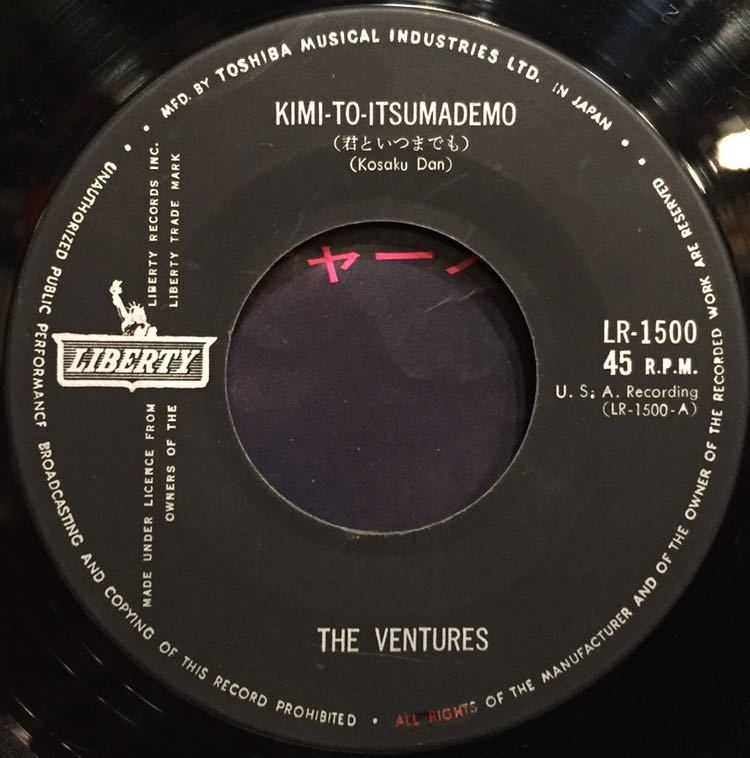 MFD. BY TOSHIBA MUSICAL INDUSTRIES LTD. IN JAPAN
KIMI-TO-ITSUMADEMO
(君といつまでも)
(Kosaku Dan)
LIBERTY RECORDS INC.
LIBERTY TRADE MARK
LIBERTY
MADE UNDER LICENCE FROM
OWNERS OF THE
ャー
LR-1500
45 R.P.M.
U. S. A. Recording
(LR-1500-A)
THE VENTURES
UNAUTHORIZED PUBLIC PERFORMANCE BROADCASTING AND COPYING OF THIS RECORD PROHIBITED • ALL RIGHTS OF THE MANUFACTURER AND OF THE OWNER OF THE RECORDED WORK ARE RESERVED